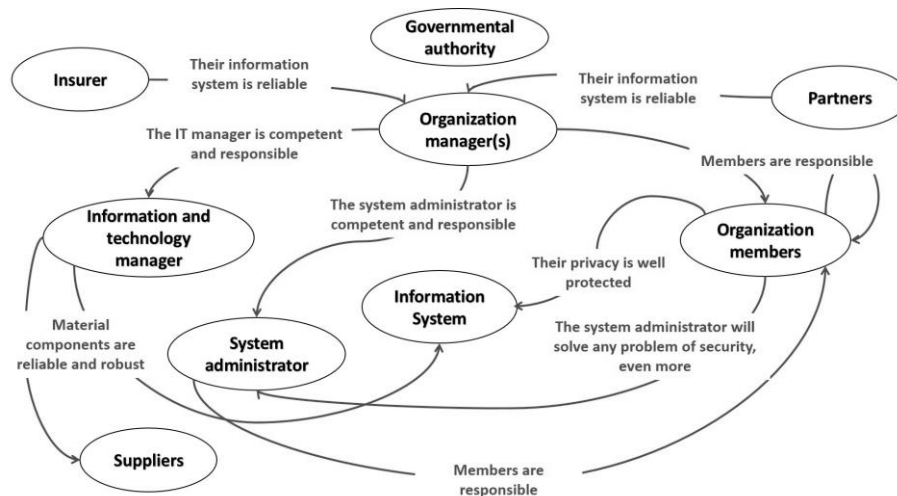 Governmental
authority
Insurer
Their information
system is reliable
Their information
system is reliable
Partners
Organization
manager(s)
The IT manager is competent
and responsible
Members are responsible
Information and
technology
manager
The system administrator is
competent and responsible
Organization
members
Their privacy is well
protected
Information
System
Material
components are
reliable and robust
System
administrator
The system administrator will
solve any problem of security,
even more
Suppliers
Members are
responsible